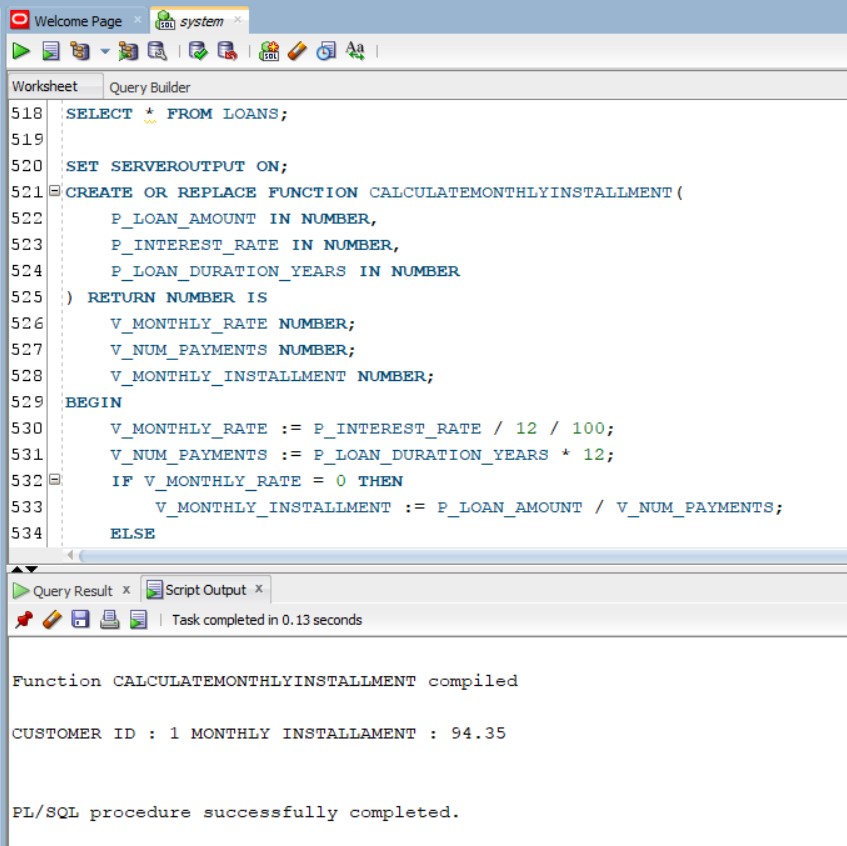 Welcome Page
system
Worksheet Query Builder
518 SELECT * FROM LOANS;
519
520 SET SERVEROUTPUT ON;
521 CREATE OR REPLACE FUNCTION CALCULATEMONTHLYINSTALLMENT(
522 P_LOAN_AMOUNT IN NUMBER,
523 P_INTEREST_RATE IN NUMBER,
524 P_LOAN_DURATION_YEARS IN NUMBER
525 ) RETURN NUMBER IS
526 V_MONTHLY_RATE NUMBER;
527 V_NUM_PAYMENTS NUMBER;
528 V_MONTHLY_INSTALLMENT NUMBER;
529 BEGIN
530 V_MONTHLY_RATE := P_INTEREST_RATE / 12 / 100;
531 V_NUM_PAYMENTS := P_LOAN_DURATION_YEARS * 12;
532 IF V_MONTHLY_RATE = 0 THEN
533 V_MONTHLY_INSTALLMENT := P_LOAN_AMOUNT / V_NUM_PAYMENTS;
534 ELSE
Query Result x Script Output x
Task completed in 0.13 seconds
Function CALCULATEMONTHLYINSTALLMENT compiled
CUSTOMER ID : 1 MONTHLY INSTALLAMENT : 94.35
PL/SQL procedure successfully completed.